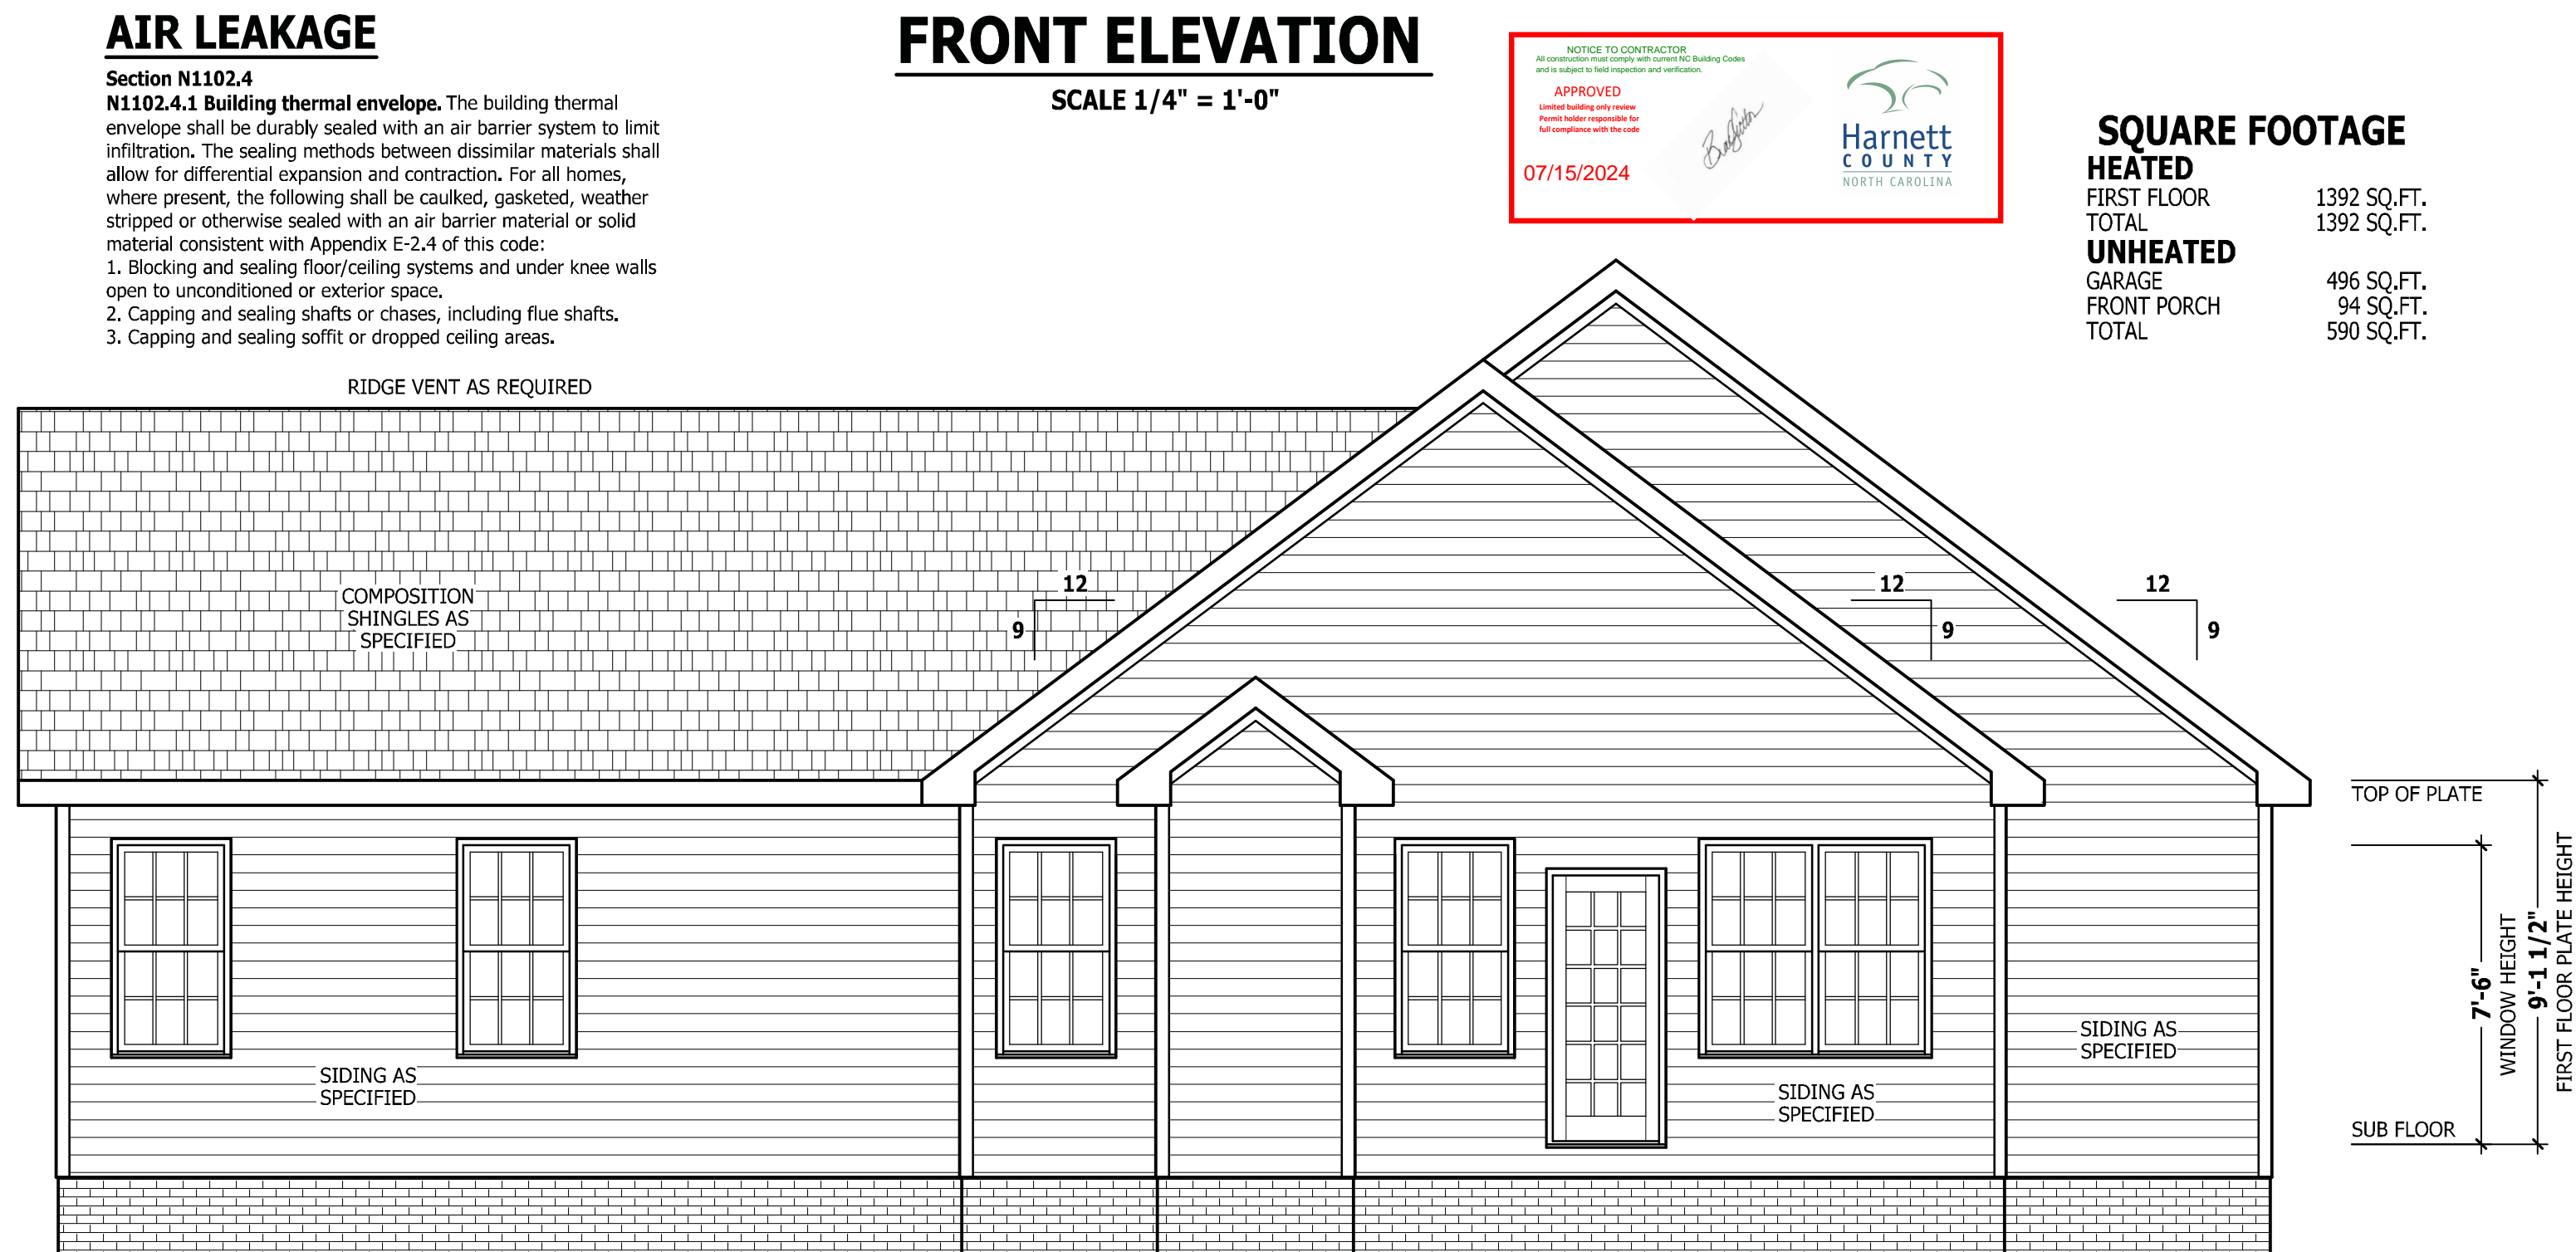 AIR LEAKAGE
Section N1102.4
N1102.4.1 Building thermal envelope. The building thermal
envelope shall be durably sealed with an air barrier system to limit
infiltration. The sealing methods between dissimilar materials shall
allow for differential expansion and contraction. For all homes,
where present, the following shall be caulked, gasketed, weather
stripped or otherwise sealed with an air barrier material or solid
material consistent with Appendix E-2.4 of this code:
1. Blocking and sealing floor/ceiling systems and under knee walls
open to unconditioned or exterior space.
2. Capping and sealing shafts or chases, including flue shafts.
3. Capping and sealing soffit or dropped ceiling areas.
FRONT ELEVATION
SCALE 1/4" = 1'-0"
NOTICE TO CONTRACTOR
All construction must comply with current NC Building Codes
and is subject to field inspection and verification.
APPROVED
Limited building only review
Permit holder responsible for
full compliance with the code
07/15/2024
Harnett
COUNTY
NORTH CAROLINA
SQUARE FOOTAGE
HEATED
FIRST FLOOR 1392 SQ.FT.
TOTAL 1392 SQ.FT.
UNHEATED
GARAGE 496 SQ.FT.
FRONT PORCH 94 SQ.FT.
TOTAL 590 SQ.FT.
RIDGE VENT AS REQUIRED
COMPOSITION
SHINGLES AS
SPECIFIED
12
9
12
9
12
9
TOP OF PLATE
SUB FLOOR
7'-6"
WINDOW HEIGHT
9'-1 1/2"
FIRST FLOOR PLATE HEIGHT
SIDING AS
SPECIFIED
SIDING AS
SPECIFIED
SIDING AS
SPECIFIED